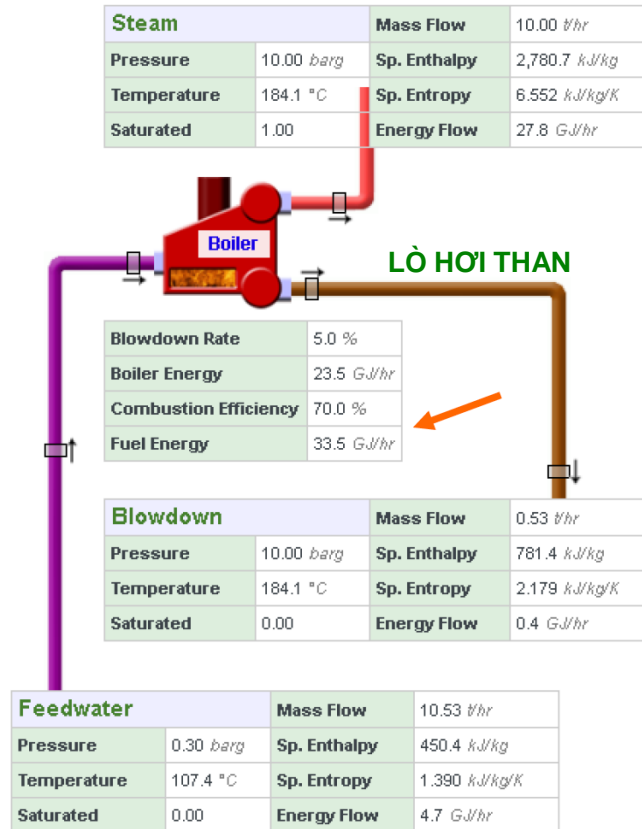 Steam Mass Flow 10.00 t/hr
Pressure 10.00 barg Sp. Enthalpy 2,780.7 kJ/kg
Temperature 184.1 °C Sp. Entropy 6.552 kJ/kg/K
Saturated 1.00 Energy Flow 27.8 GJ/hr
Boiler
LÒ HƠI THAN
Blowdown Rate 5.0 %
Boiler Energy 23.5 GJ/hr
Combustion Efficiency 70.0 %
Fuel Energy 33.5 GJ/hr
Blowdown Mass Flow 0.53 t/hr
Pressure 10.00 barg Sp. Enthalpy 781.4 kJ/kg
Temperature 184.1 °C Sp. Entropy 2.179 kJ/kg/K
Saturated 0.00 Energy Flow 0.4 GJ/hr
Feedwater Mass Flow 10.53 t/hr
Pressure 0.30 barg Sp. Enthalpy 450.4 kJ/kg
Temperature 107.4 °C Sp. Entropy 1.390 kJ/kg/K
Saturated 0.00 Energy Flow 4.7 GJ/hr